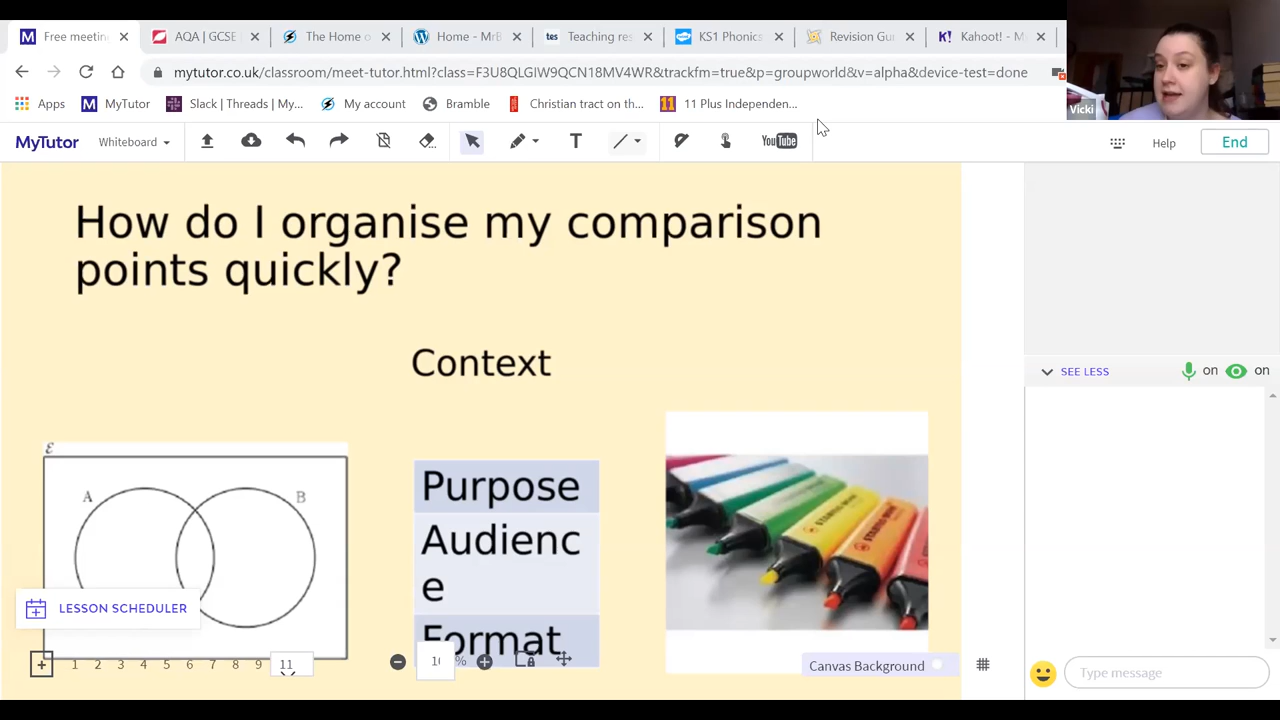 Free meetin
AQA | GCSE
The Home o
Home - MrB
Teaching res
KS1 Phonics
Revision Gu
Kahoot! - M
mytutor.co.uk/classroom/meet-tutor.html?class=F3U8QLGIW9QCN18MV4WR&trackfm=true&p=groupworld&v=alpha&device-test=done
Apps
MyTutor
Slack | Threads | My...
My account
Bramble
Christian tract on th...
11 Plus Independen...
Vicki
MyTutor
Whiteboard
T
YouTube
Help
End
How do I organise my comparison
points quickly?
Context
ε
A
B
Purpose
Audienc
e
Format
LESSON SCHEDULER
1 2 3 4 5 6 7 8 9 11
%
Canvas Background
SEE LESS
on
on
Type message